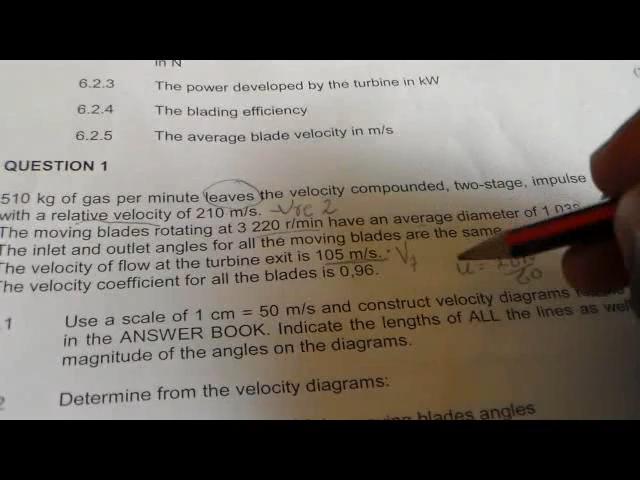 in N
6.2.3 The power developed by the turbine in kW
6.2.4 The blading efficiency
6.2.5 The average blade velocity in m/s
QUESTION 1
510 kg of gas per minute leaves the velocity compounded, two-stage, impulse
with a relative velocity of 210 m/s. Vre 2
The moving blades rotating at 3 220 r/min have an average diameter of 1,03
The inlet and outlet angles for all the moving blades are the same
The velocity of flow at the turbine exit is 105 m/s. Vf
The velocity coefficient for all the blades is 0,96. u =
.1 Use a scale of 1 cm = 50 m/s and construct velocity diagrams
in the ANSWER BOOK. Indicate the lengths of ALL the lines as well
magnitude of the angles on the diagrams.
2 Determine from the velocity diagrams:
blades angles